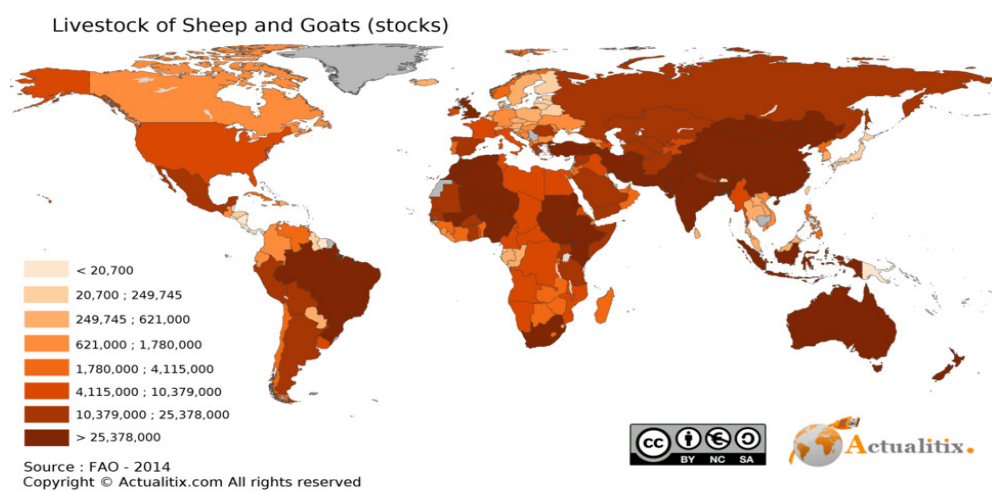 Livestock of Sheep and Goats (stocks)
< 20,700
20,700 ; 249,745
249,745 ; 621,000
621,000 ; 1,780,000
1,780,000 ; 4,115,000
4,115,000 ; 10,379,000
10,379,000 ; 25,378,000
> 25,378,000
cc
BY NC SA
Actualitix.
Source : FAO - 2014
Copyright © Actualitix.com All rights reserved